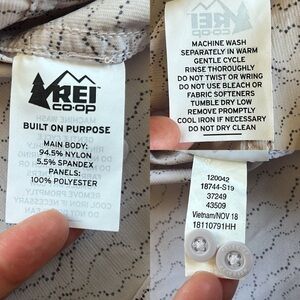 REI
co·op
BUILT ON PURPOSE
MAIN BODY:
94.5% NYLON
5.5% SPANDEX
PANELS:
100% POLYESTER
REI
co·op
MACHINE WASH
SEPARATELY IN WARM
GENTLE CYCLE
RINSE THOROUGHLY
DO NOT TWIST OR WRING
DO NOT USE BLEACH OR
FABRIC SOFTENERS
TUMBLE DRY LOW
REMOVE PROMPTLY
COOL IRON IF NECESSARY
DO NOT DRY CLEAN
120042
18744-S19
37249
43509
Vietnam/NOV 18
18110791HH